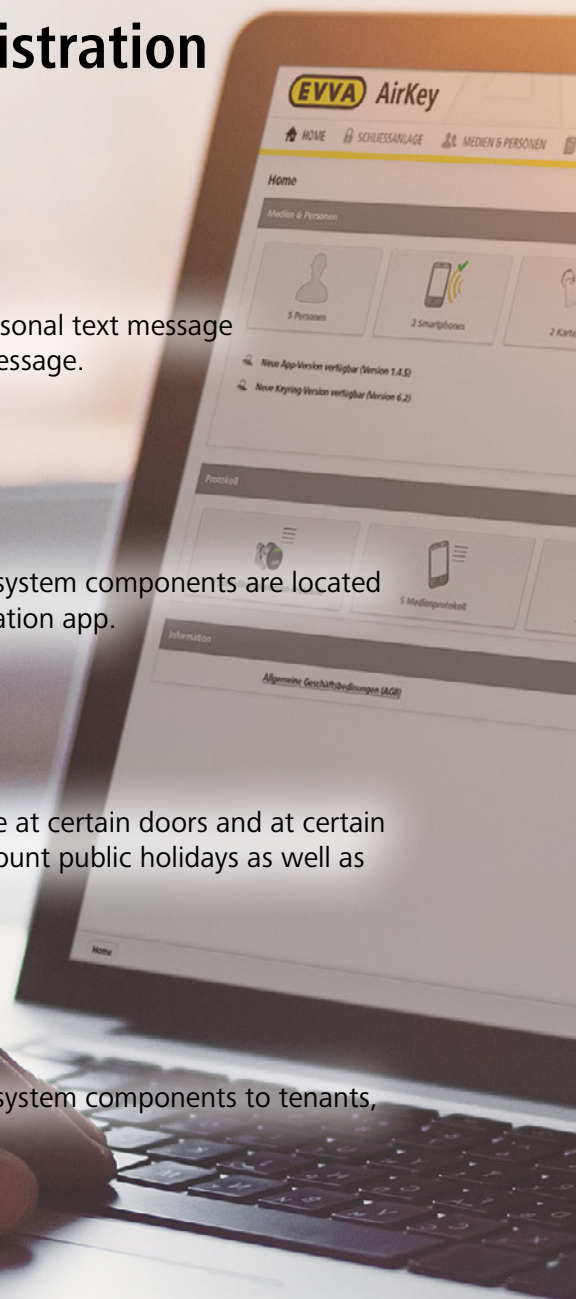 istration
EVVA AirKey
HOME SCHLIESSANLAGE MEDIEN & PERSONEN
Home
Medien & Personen
5 Personen 2 Smartphones 2 Karte
sonal text message
essage.
Neue App-Version verfügbar (Version 1.4.5)
Neue Keyring-Version verfügbar (Version 6.2)
Protokoll
system components are located
ation app.
5 Medienprotokoll
Information
Allgemeine Geschäftsbedinungen (AGB)
e at certain doors and at certain
ount public holidays as well as
Home
system components to tenants,